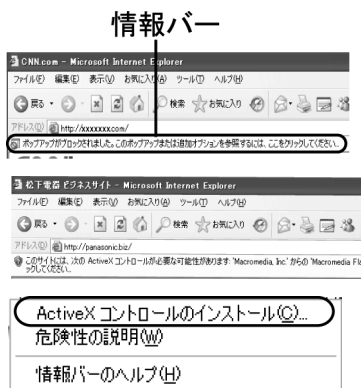 情報バー
CNN.com - Microsoft Internet Explorer
ファイル(F) 編集(E) 表示(V) お気に入り(A) ツール(T) ヘルプ(H)
戻る 検索 お気に入り
アドレス(D) http://xxxxxxx.com/
ポップアップがブロックされました。このポップアップまたは追加オプションを参照するには、ここをクリックしてください...
松下電器 ビジネスサイト - Microsoft Internet Explorer
ファイル(F) 編集(E) 表示(V) お気に入り(A) ツール(T) ヘルプ(H)
戻る 検索 お気に入り
アドレス(D) http://panasonic.biz/
このサイトには、次の ActiveX コントロールが必要な可能性があります: 'Macromedia, Inc.' からの 'Macromedia Fla
ックしてください...
ActiveX コントロールのインストール(C)...
危険性の説明(W)
情報バーのヘルプ(H)